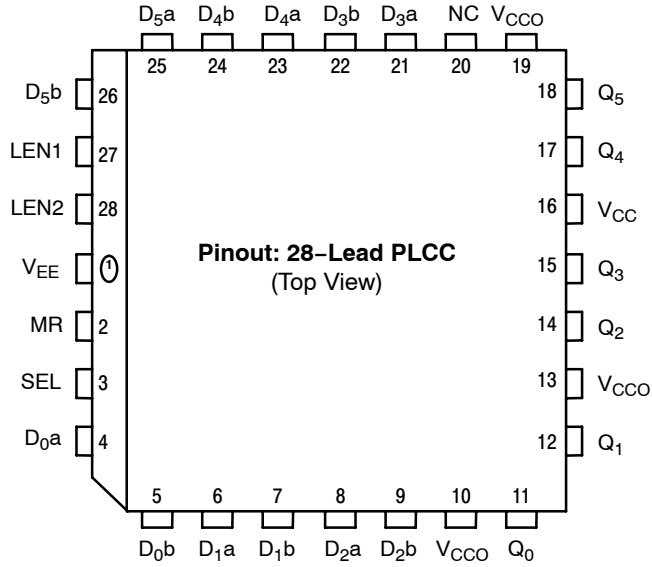 D5a D4b D4a D3b D3a NC VCCO
25 24 23 22 21 20 19
D5b 26 18 Q5
LEN1 27 17 Q4
LEN2 28 16 VCC
Pinout: 28–Lead PLCC
VEE 1 15 Q3
(Top View)
MR 2 14 Q2
SEL 3 13 VCCO
D0a 4 12 Q1
5 6 7 8 9 10 11
D0b D1a D1b D2a D2b VCCO Q0